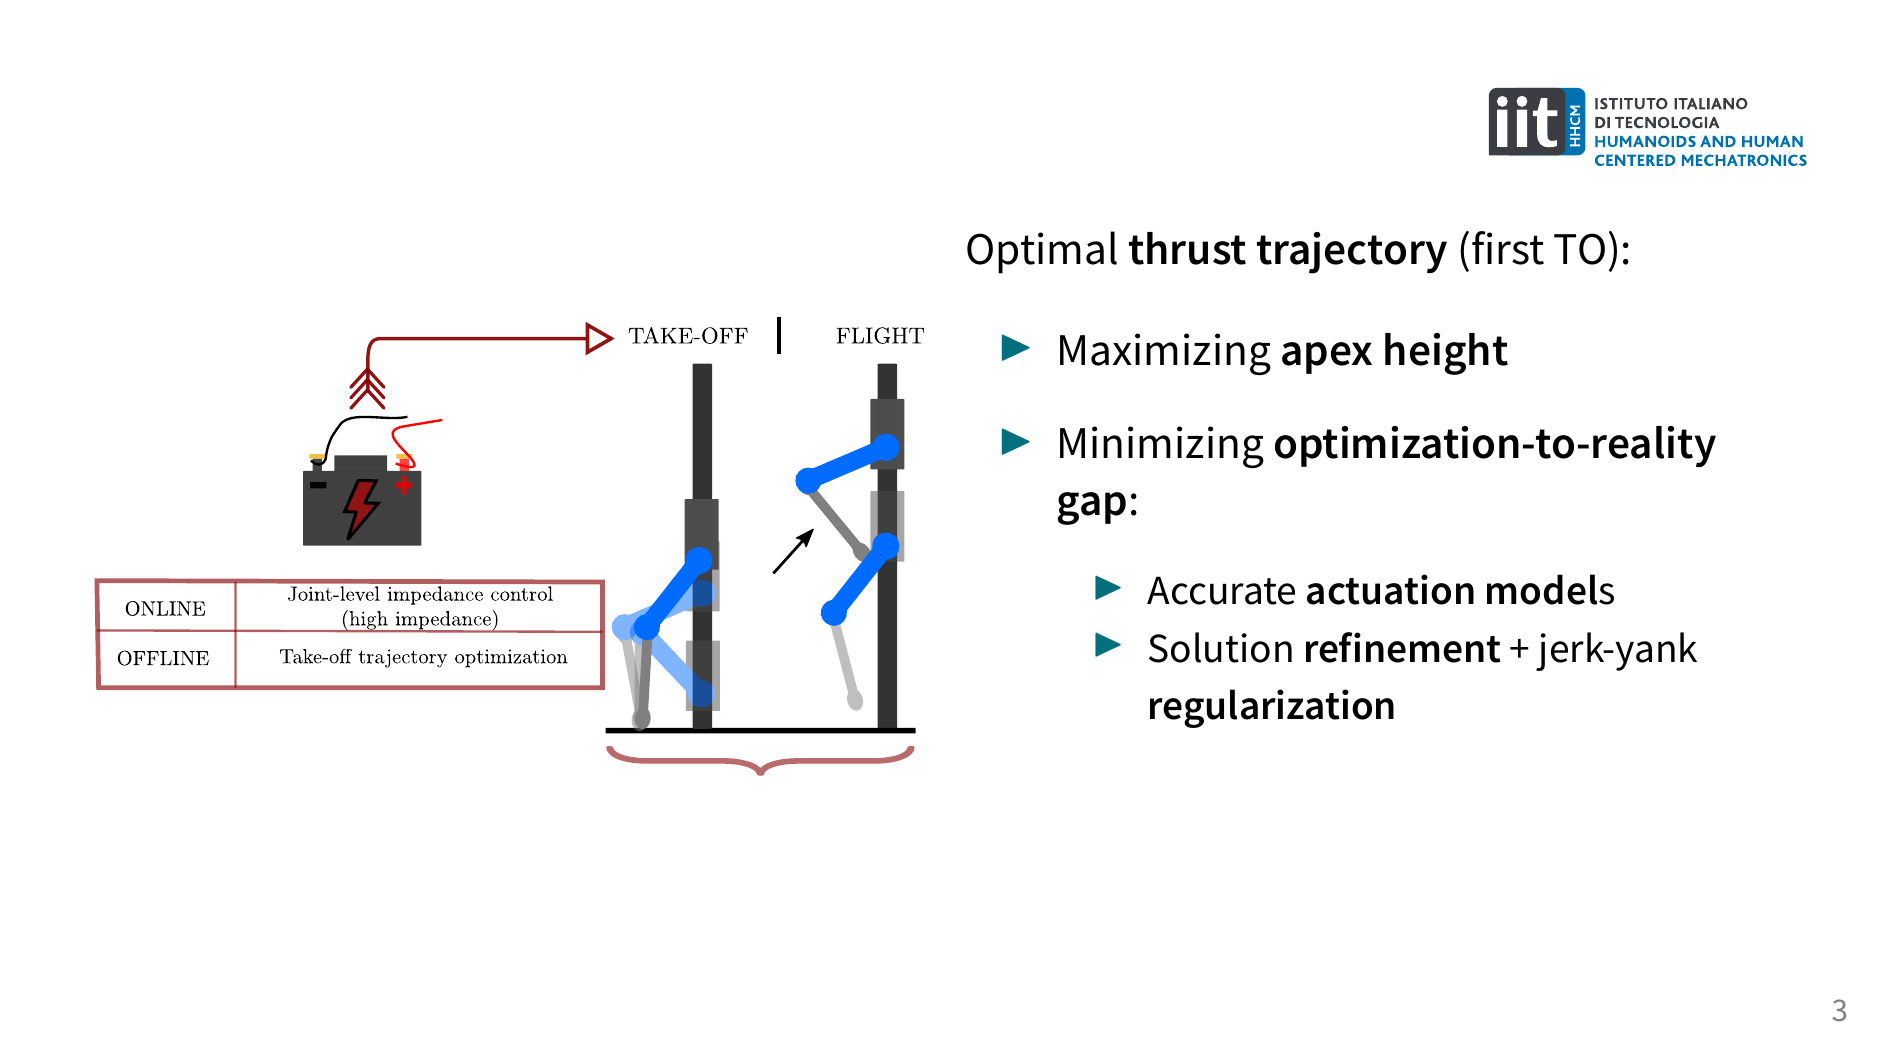 iit
HHCM
ISTITUTO ITALIANO
DI TECNOLOGIA
HUMANOIDS AND HUMAN
CENTERED MECHATRONICS
Optimal thrust trajectory (first TO):
Maximizing apex height
Minimizing optimization-to-reality
gap:
Accurate actuation models
Solution refinement + jerk-yank
regularization
TAKE-OFF
FLIGHT
ONLINE
Joint-level impedance control
(high impedance)
OFFLINE
Take-off trajectory optimization
3